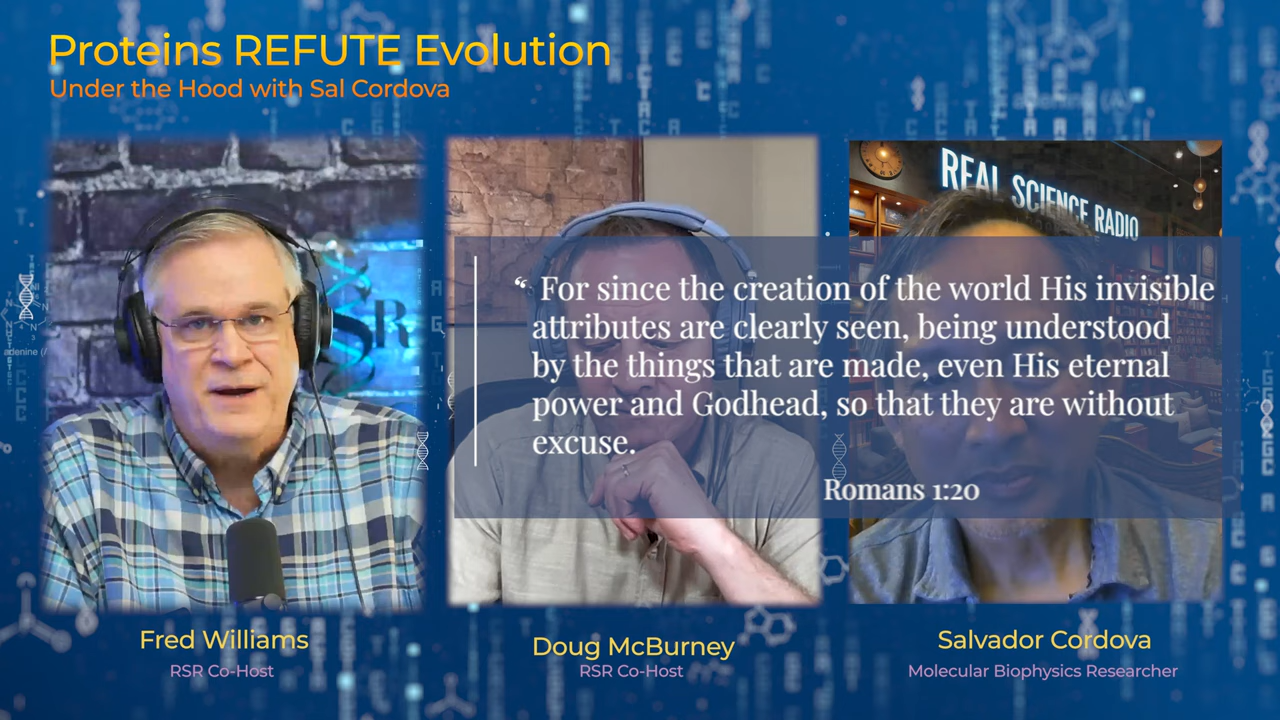 Proteins REFUTE Evolution
Under the Hood with Sal Cordova
REAL SCIENCE RADIO
SR
adenine (A
“ For since the creation of the world His invisible
attributes are clearly seen, being understood
by the things that are made, even His eternal
power and Godhead, so that they are without
excuse.
Romans 1:20
Fred Williams
RSR Co-Host
Doug McBurney
RSR Co-Host
Salvador Cordova
Molecular Biophysics Researcher